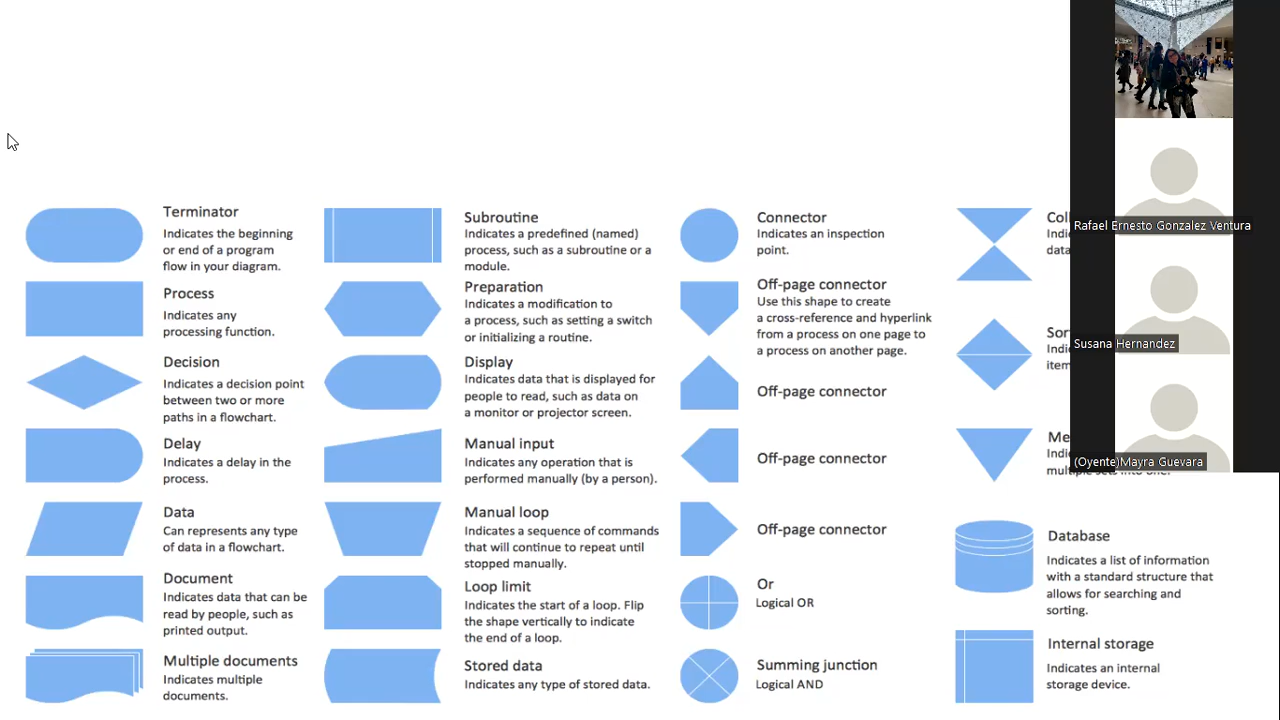 Terminator
Indicates the beginning
or end of a program
flow in your diagram.
Process
Indicates any
processing function.
Decision
Indicates a decision point
between two or more
paths in a flowchart.
Delay
Indicates a delay in the
process.
Data
Can represents any type
of data in a flowchart.
Document
Indicates data that can be
read by people, such as
printed output.
Multiple documents
Indicates multiple
documents.
Subroutine
Indicates a predefined (named)
process, such as a subroutine or a
module.
Preparation
Indicates a modification to
a process, such as setting a switch
or initializing a routine.
Display
Indicates data that is displayed for
people to read, such as data on
a monitor or projector screen.
Manual input
Indicates any operation that is
performed manually (by a person).
Manual loop
Indicates a sequence of commands
that will continue to repeat until
stopped manually.
Loop limit
Indicates the start of a loop. Flip
the shape vertically to indicate
the end of a loop.
Stored data
Indicates any type of stored data.
Connector
Indicates an inspection
point.
Off-page connector
Use this shape to create
a cross-reference and hyperlink
from a process on one page to
a process on another page.
Off-page connector
Off-page connector
Off-page connector
Or
Logical OR
Summing junction
Logical AND
Database
Indicates a list of information
with a standard structure that
allows for searching and
sorting.
Internal storage
Indicates an internal
storage device.
Rafael Ernesto Gonzalez Ventura
Susana Hernandez
(Oyente)Mayra Guevara